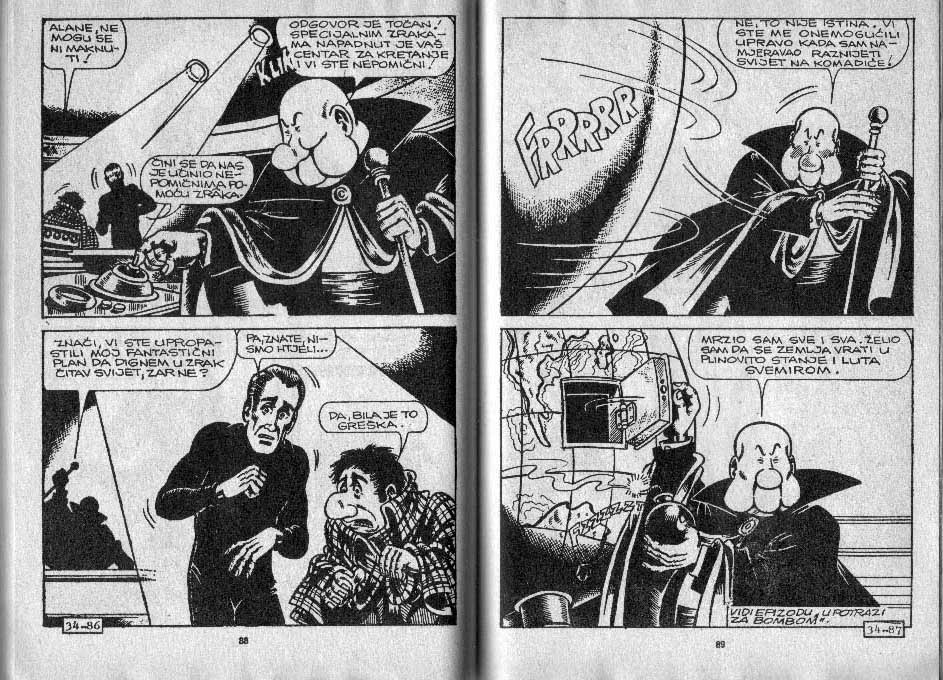 ALANE, NE
MOGU SE
NI MAKNU-
TI!
ODGOVOR JE TOČAN!
SPECIJALNIM ZRAKA-
MA NAPADNUT JE VAŠ
CENTAR ZA KRETANJE
I VI STE NEPOMIČNI!
KLIK
ČINI SE DA NAS
JE UČINIO NE-
POMIČNIMA PO-
MOĆU ZRAKA.
C
ZNAČI, VI STE UPROPA-
STILI MOJ FANTASTIČNI
PLAN DA DIGNEM U ZRAK
ČITAV SVIJET, ZAR NE?
PA, ZNATE, NI-
SMO HTJELI...
DA, BILA JE TO
GREŠKA.
34-86
88
NE, TO NIJE ISTINA. VI
STE ME ONEMOGUĆILI
UPRAVO KADA SAM NA-
MJERAVAO RAZNIJETI
SVIJET NA KOMADIĆE!
FRRRRR
MRZIO SAM SVE I SVA. ŽELIO
SAM DA SE ZEMLJA VRATI U
PLINOVITO STANJE I LUTA
SVEMIROM.
VIDI EPIZODU „U POTRAZI
ZA BOMBOM”.
34-87
89